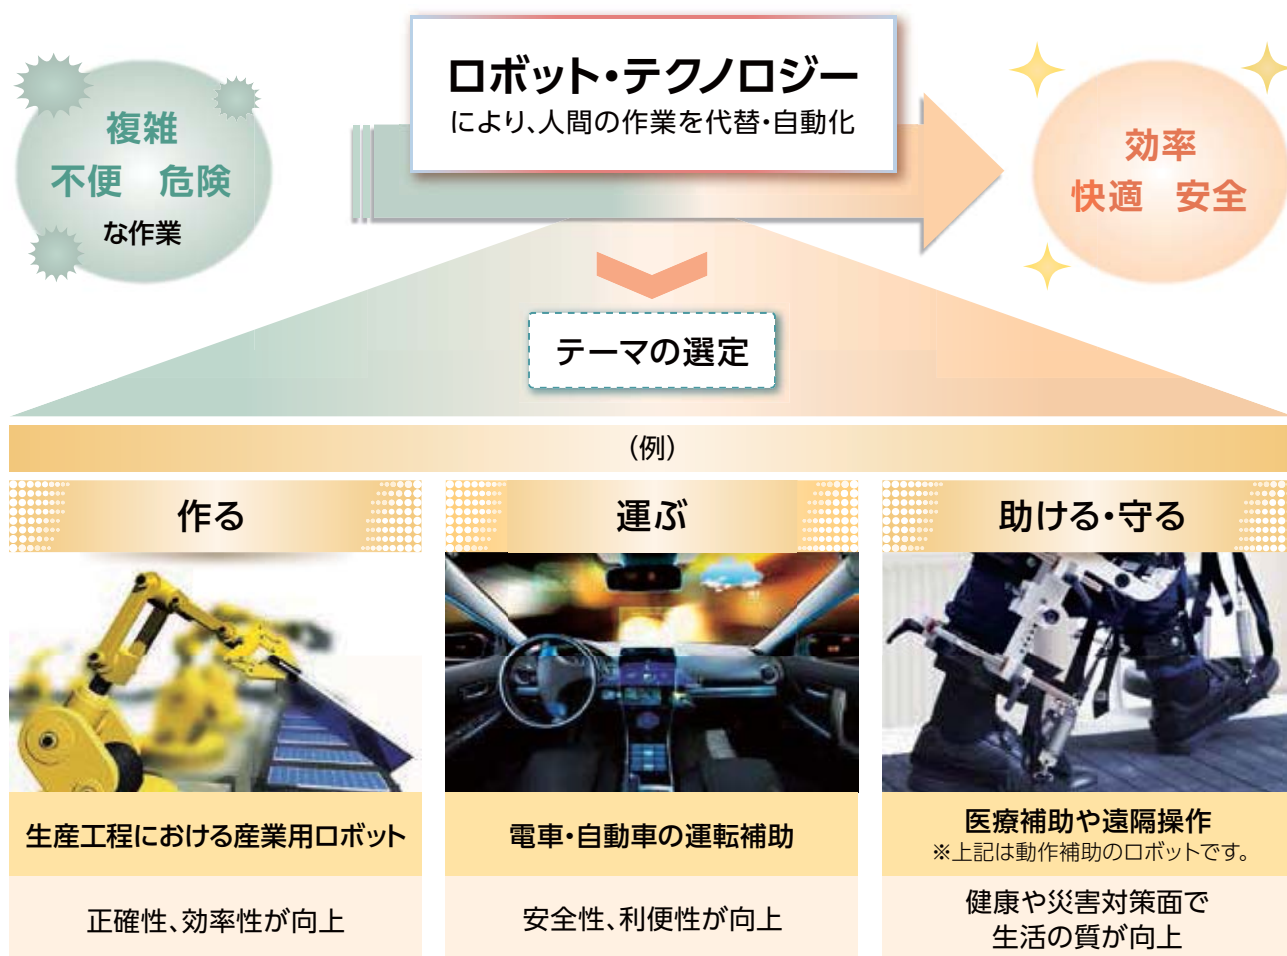 ロボット・テクノロジー
により、人間の作業を代替・自動化
複雑
不便　危険
な作業
効率
快適　安全
テーマの選定
(例)
作る
運ぶ
助ける・守る
生産工程における産業用ロボット
電車・自動車の運転補助
医療補助や遠隔操作
※上記は動作補助のロボットです。
正確性、効率性が向上
安全性、利便性が向上
健康や災害対策面で
生活の質が向上